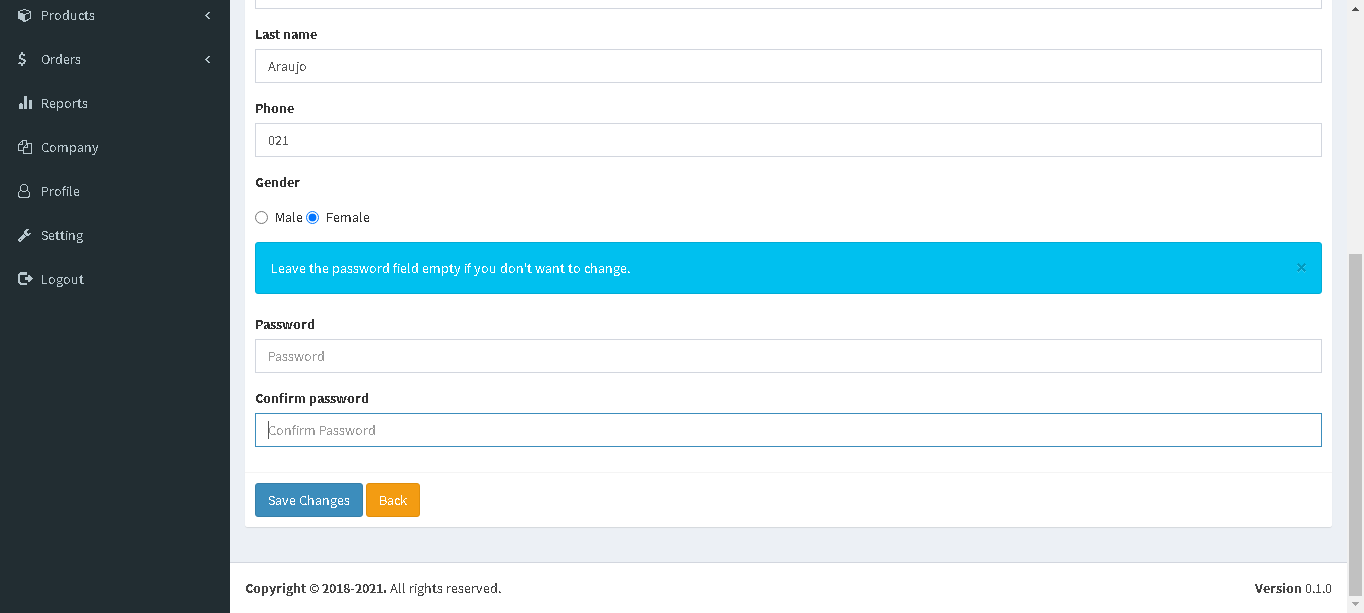 Products
Orders
Reports
Company
Profile
Setting
Logout
Last name
Araujo
Phone
021
Gender
Male Female
Leave the password field empty if you don't want to change.
×
Password
Password
Confirm password
Confirm Password
Save Changes Back
Copyright © 2018-2021. All rights reserved. Version 0.1.0